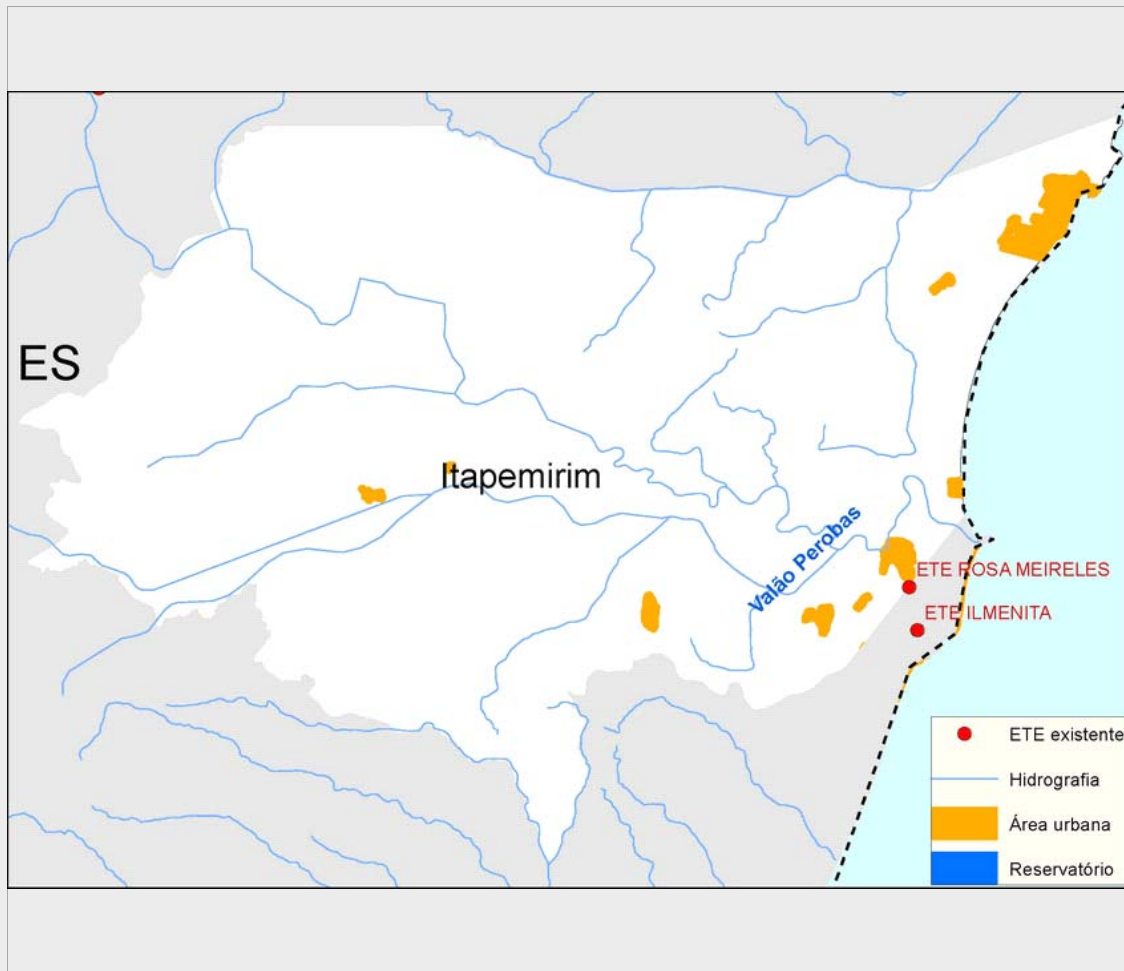 ES
Itapemirim
Valão Perobas
ETE ROSA MEIRELES
ETE ILMENITA
ETE existente
Hidrografia
Área urbana
Reservatório